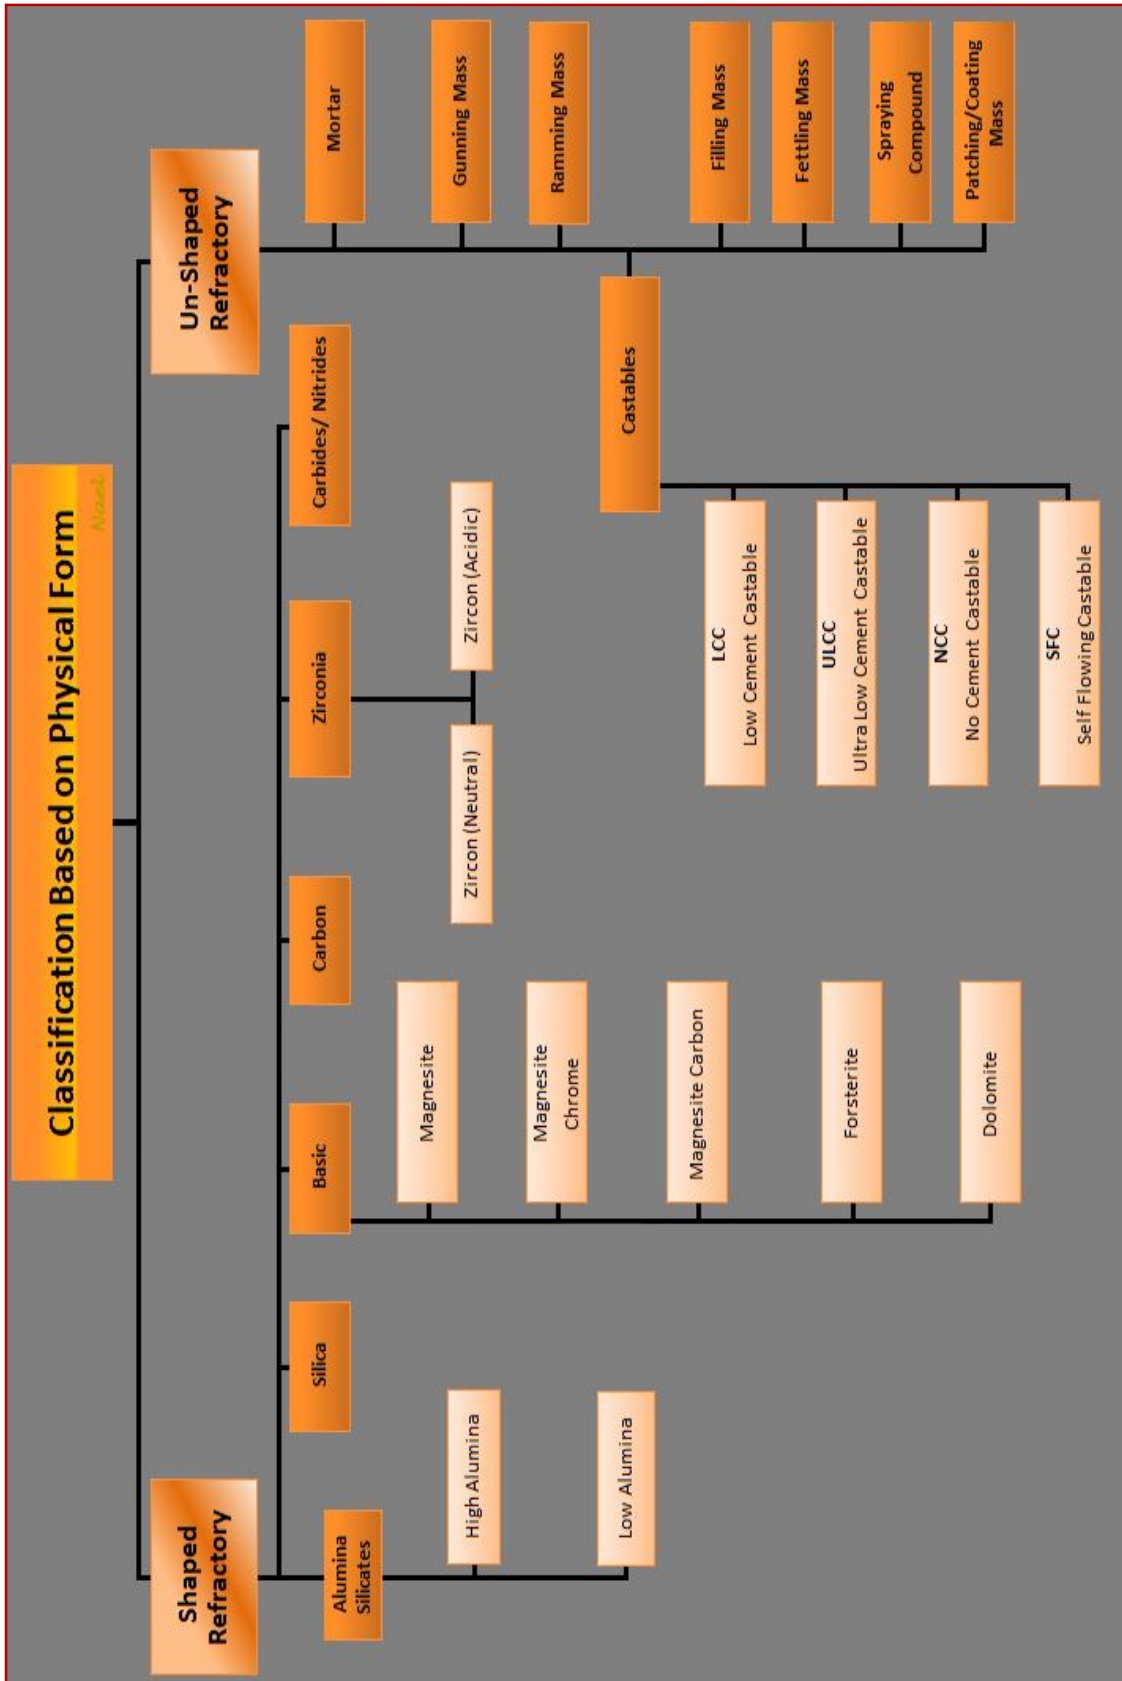 Classification Based on Physical Form
Nael
Shaped
Refractory
Un-Shaped
Refractory
Alumina
Silicates
Silica
Basic
Carbon
Zirconia
Carbides/ Nitrides
High Alumina
Low Alumina
Magnesite
Magnesite
Chrome
Magnesite Carbon
Forsterite
Dolomite
Zircon (Neutral)
Zircon (Acidic)
Mortar
Gunning Mass
Ramming Mass
Castables
LCC
Low Cement Castable
ULCC
Ultra Low Cement Castable
NCC
No Cement Castable
SFC
Self Flowing Castable
Filling Mass
Fettling Mass
Spraying
Compound
Patching/Coating
Mass